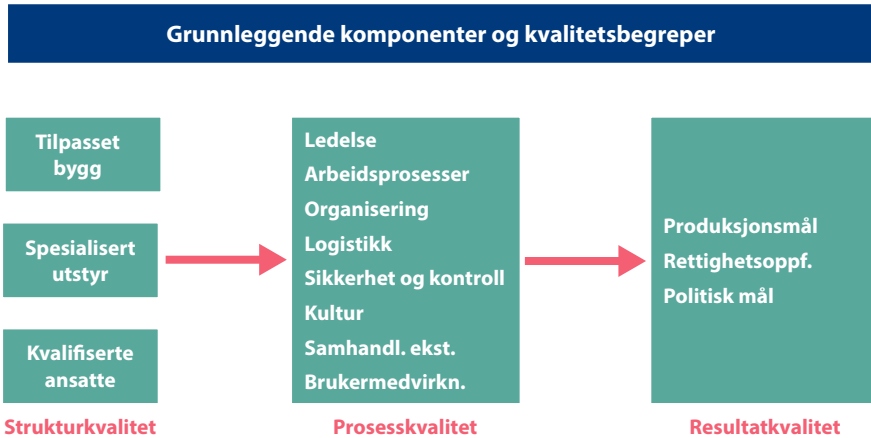 Grunnleggende komponenter og kvalitetsbegreper
Tilpasset
bygg
Spesialisert
utstyr
Kvalifiserte
ansatte
Strukturkvalitet
Ledelse
Arbeidsprosesser
Organisering
Logistikk
Sikkerhet og kontroll
Kultur
Samhandl. ekst.
Brukermedvirkn.
Prosesskvalitet
Produksjonsmål
Rettighetsoppf.
Politisk mål
Resultatkvalitet